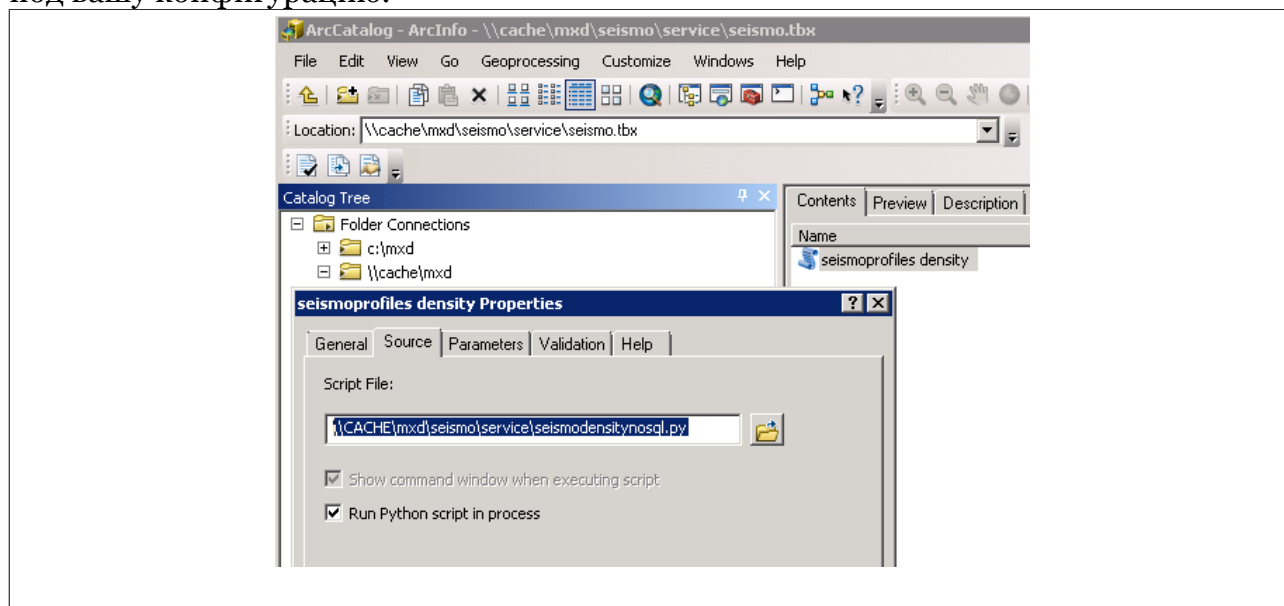 под вашу конфигурацию.
ArcCatalog - ArcInfo - \\cache\mxd\seismo\service\seismo.tbx
File Edit View Go Geoprocessing Customize Windows Help
Location: \\cache\mxd\seismo\service\seismo.tbx
Catalog Tree
Contents Preview Description
Folder Connections
Name
c:\mxd
seismoprofiles density
\\cache\mxd
seismoprofiles density Properties
General Source Parameters Validation Help
Script File:
\\CACHE\mxd\seismo\service\seismodensitynosql.py
Show command window when executing script
Run Python script in process